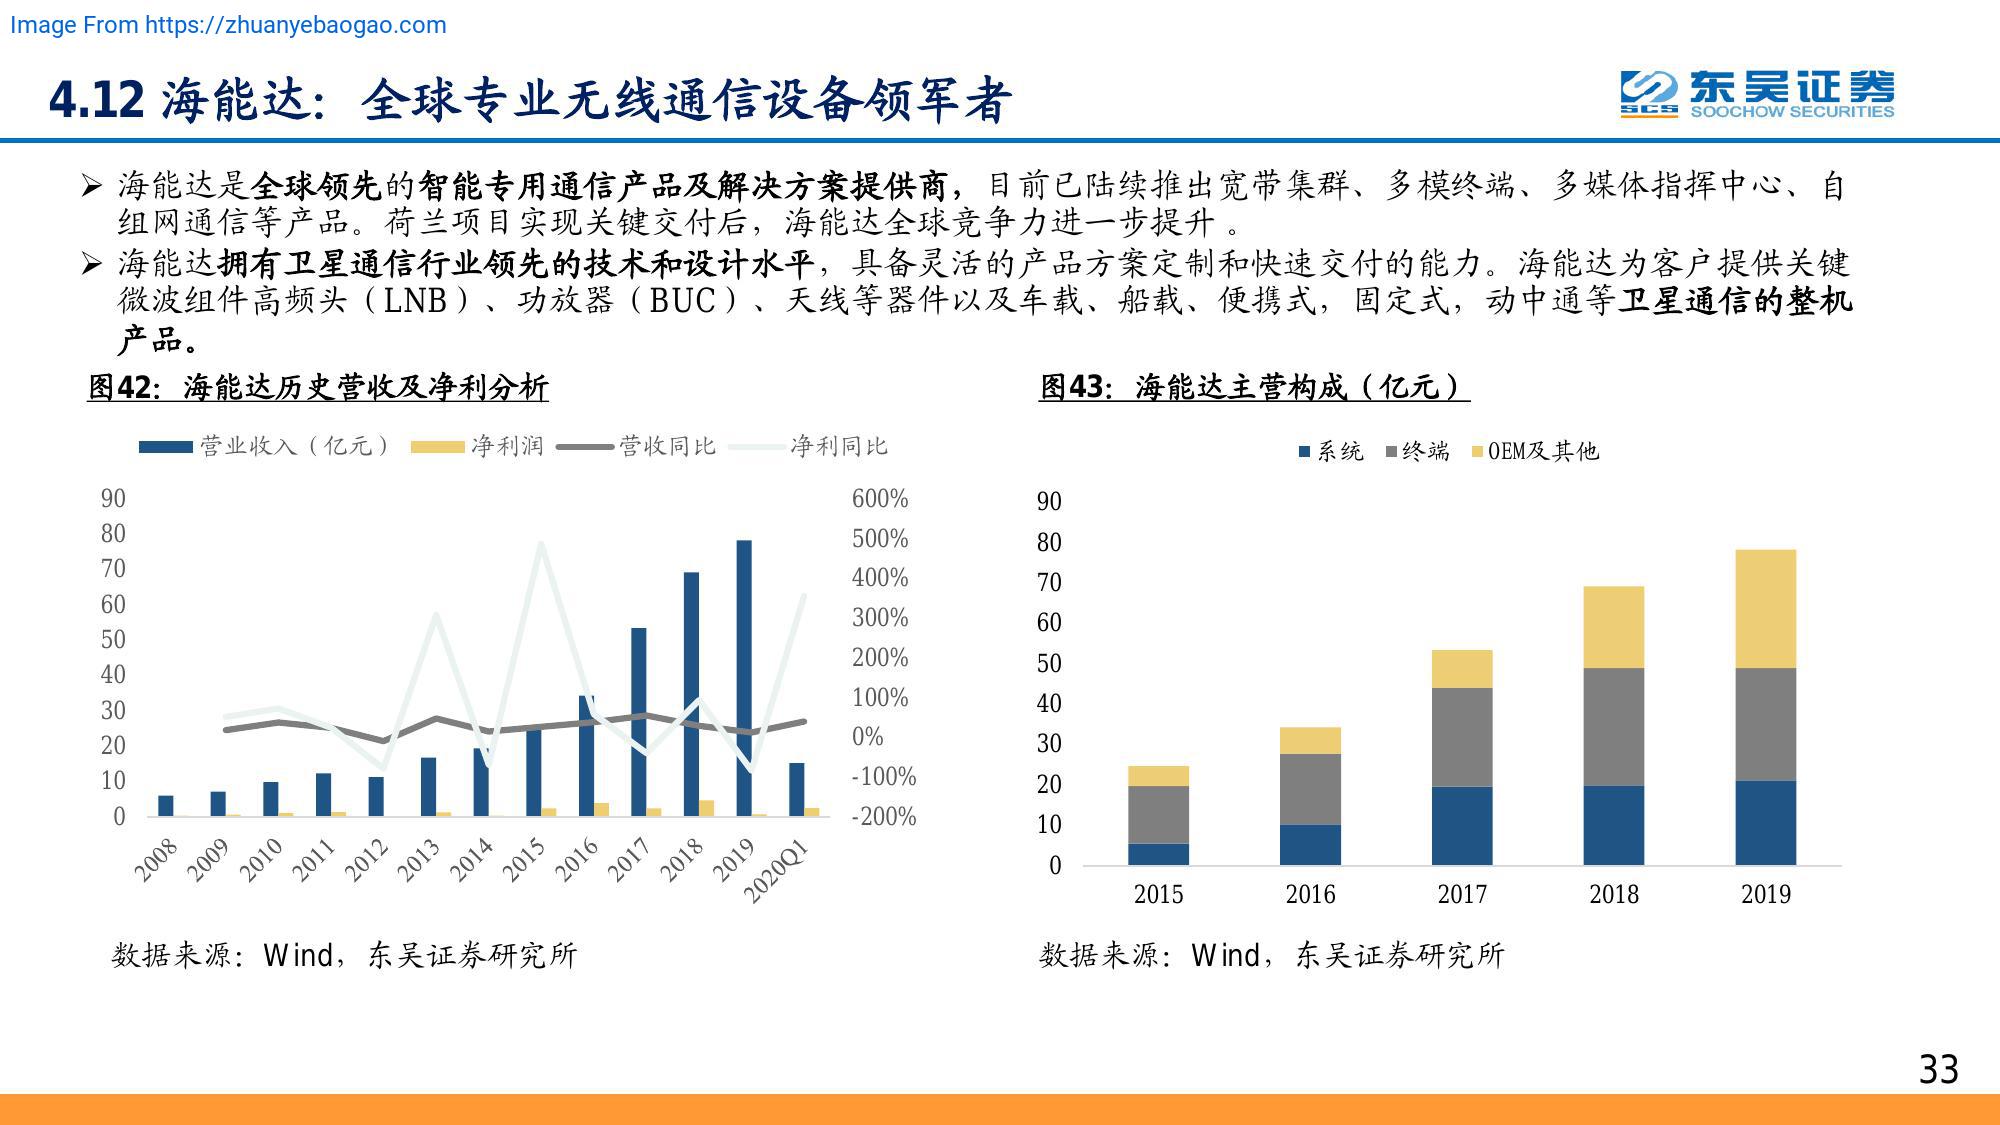 Image From https://zhuanyebaogao.com
4.12 海能达：全球专业无线通信设备领军者
东吴证券
SCS
SOOCHOW SECURITIES
➢ 海能达是全球领先的智能专用通信产品及解决方案提供商，目前已陆续推出宽带集群、多模终端、多媒体指挥中心、自
组网通信等产品。荷兰项目实现关键交付后，海能达全球竞争力进一步提升 。
➢ 海能达拥有卫星通信行业领先的技术和设计水平，具备灵活的产品方案定制和快速交付的能力。海能达为客户提供关键
微波组件高频头（LNB）、功放器（BUC）、天线等器件以及车载、船载、便携式，固定式，动中通等卫星通信的整机
产品。
图42：海能达历史营收及净利分析
营业收入（亿元） 净利润 营收同比 净利同比
90
80
70
60
50
40
30
20
10
0
600%
500%
400%
300%
200%
100%
0%
-100%
-200%
2008 2009 2010 2011 2012 2013 2014 2015 2016 2017 2018 2019 2020Q1
数据来源：Wind，东吴证券研究所
图43：海能达主营构成（亿元）
系统 终端 OEM及其他
90
80
70
60
50
40
30
20
10
0
2015 2016 2017 2018 2019
数据来源：Wind，东吴证券研究所
33